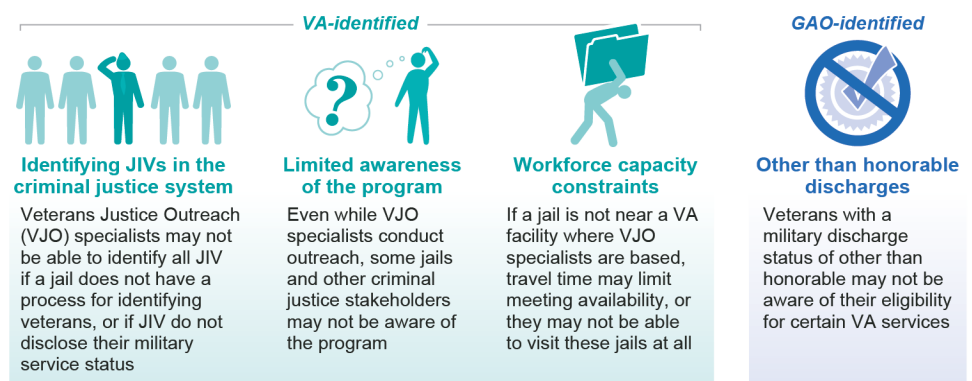 VA-identified
GAO-identified
?
Identifying JIVs in the
criminal justice system
Veterans Justice Outreach
(VJO) specialists may not
be able to identify all JIV
if a jail does not have a
process for identifying
veterans, or if JIV do not
disclose their military
service status
Limited awareness
of the program
Even while VJO
specialists conduct
outreach, some jails
and other criminal
justice stakeholders
may not be aware of
the program
Workforce capacity
constraints
If a jail is not near a VA
facility where VJO
specialists are based,
travel time may limit
meeting availability, or
they may not be able
to visit these jails at all
Other than honorable
discharges
Veterans with a
military discharge
status of other than
honorable may not be
aware of their eligibility
for certain VA services